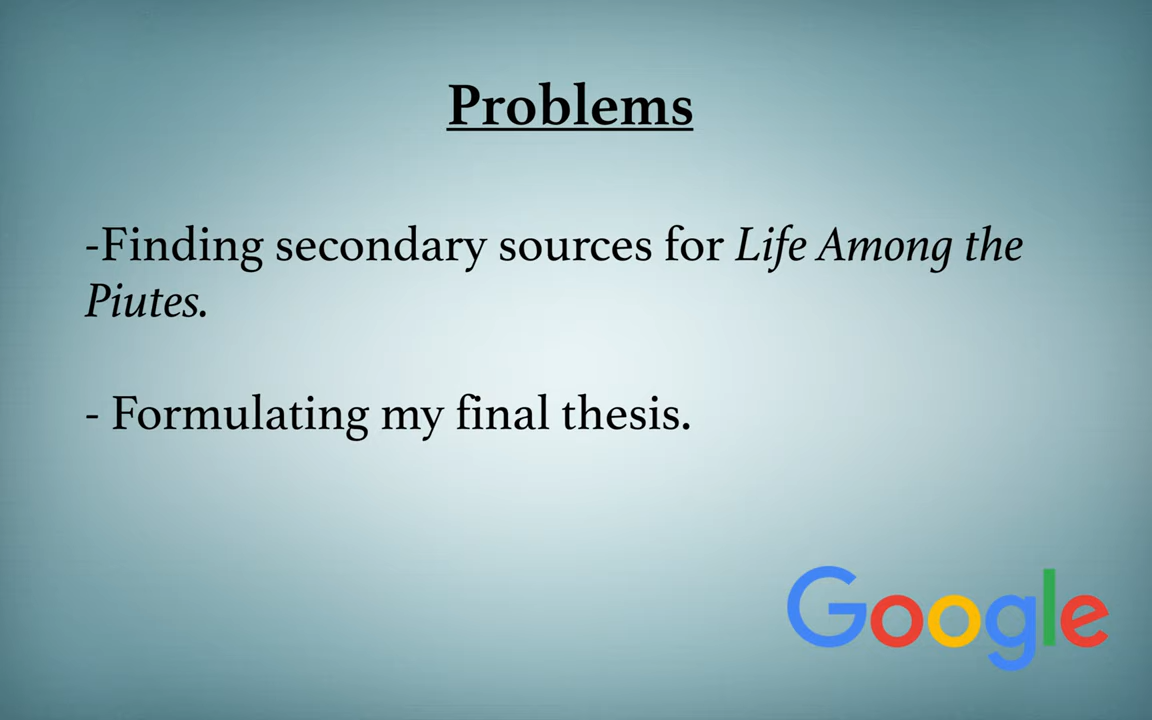 Problems
-Finding secondary sources for Life Among the
Piutes.
- Formulating my final thesis.
Google